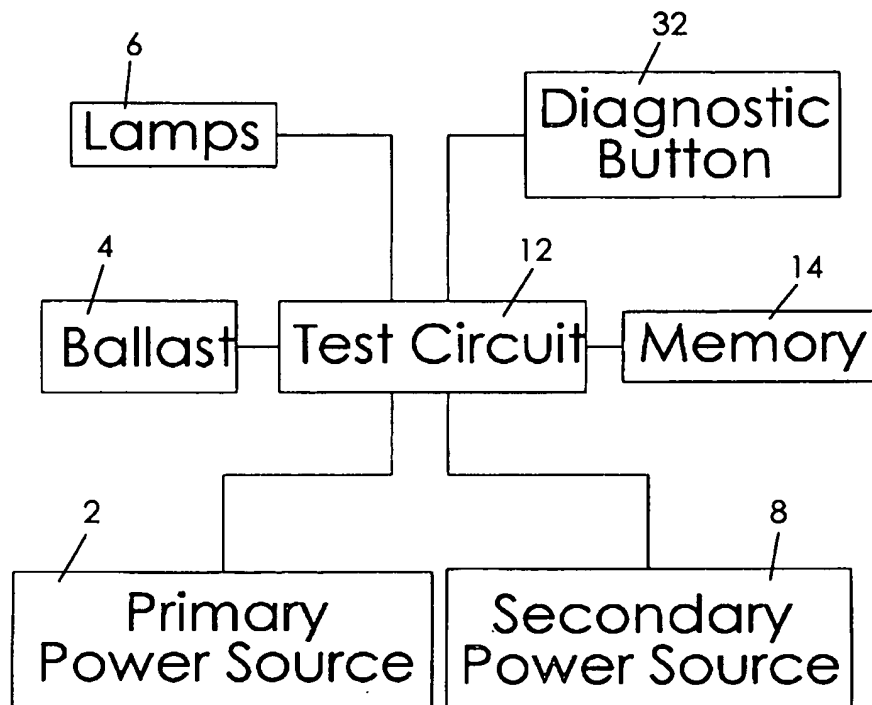 6
Lamps
32
Diagnostic
Button
4
Ballast
12
Test Circuit
14
Memory
2
Primary
Power Source
8
Secondary
Power Source